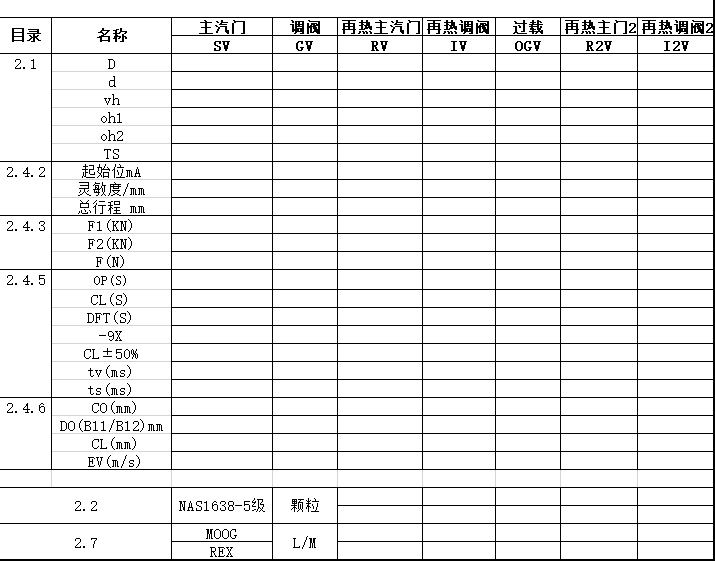 目录 名称 主汽门 调阀 再热主汽门 再热调阀 过载 再热主门2 再热调阀2
SV GV RV IV OGV R2V I2V
2.1 D
d
vh
oh1
oh2
TS
2.4.2 起始位mA
灵敏度/mm
总行程 mm
2.4.3 F1(KN)
F2(KN)
F(N)
2.4.5 OP(S)
CL(S)
DFT(S)
-9X
CL±50%
tv(ms)
ts(ms)
2.4.6 CO(mm)
DO(B11/B12)mm
CL(mm)
EV(m/s)
2.2 NAS1638-5级 颗粒
2.7 MOOG L/M
REX